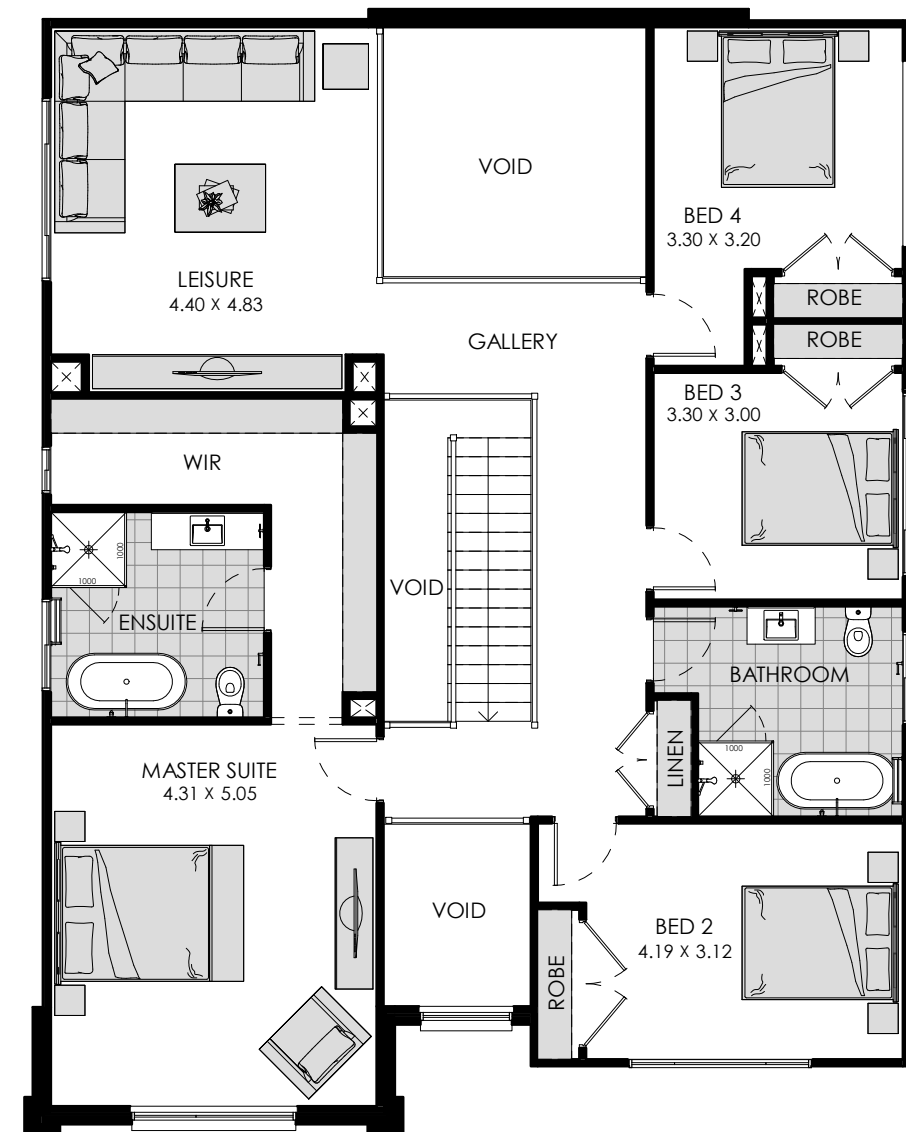 VOID
BED 4
3.30 X 3.20
LEISURE
4.40 X 4.83
ROBE
GALLERY
ROBE
BED 3
3.30 X 3.00
WIR
1000
1000
VOID
ENSUITE
BATHROOM
LINEN
1000
1000
MASTER SUITE
4.31 X 5.05
VOID
BED 2
4.19 X 3.12
ROBE